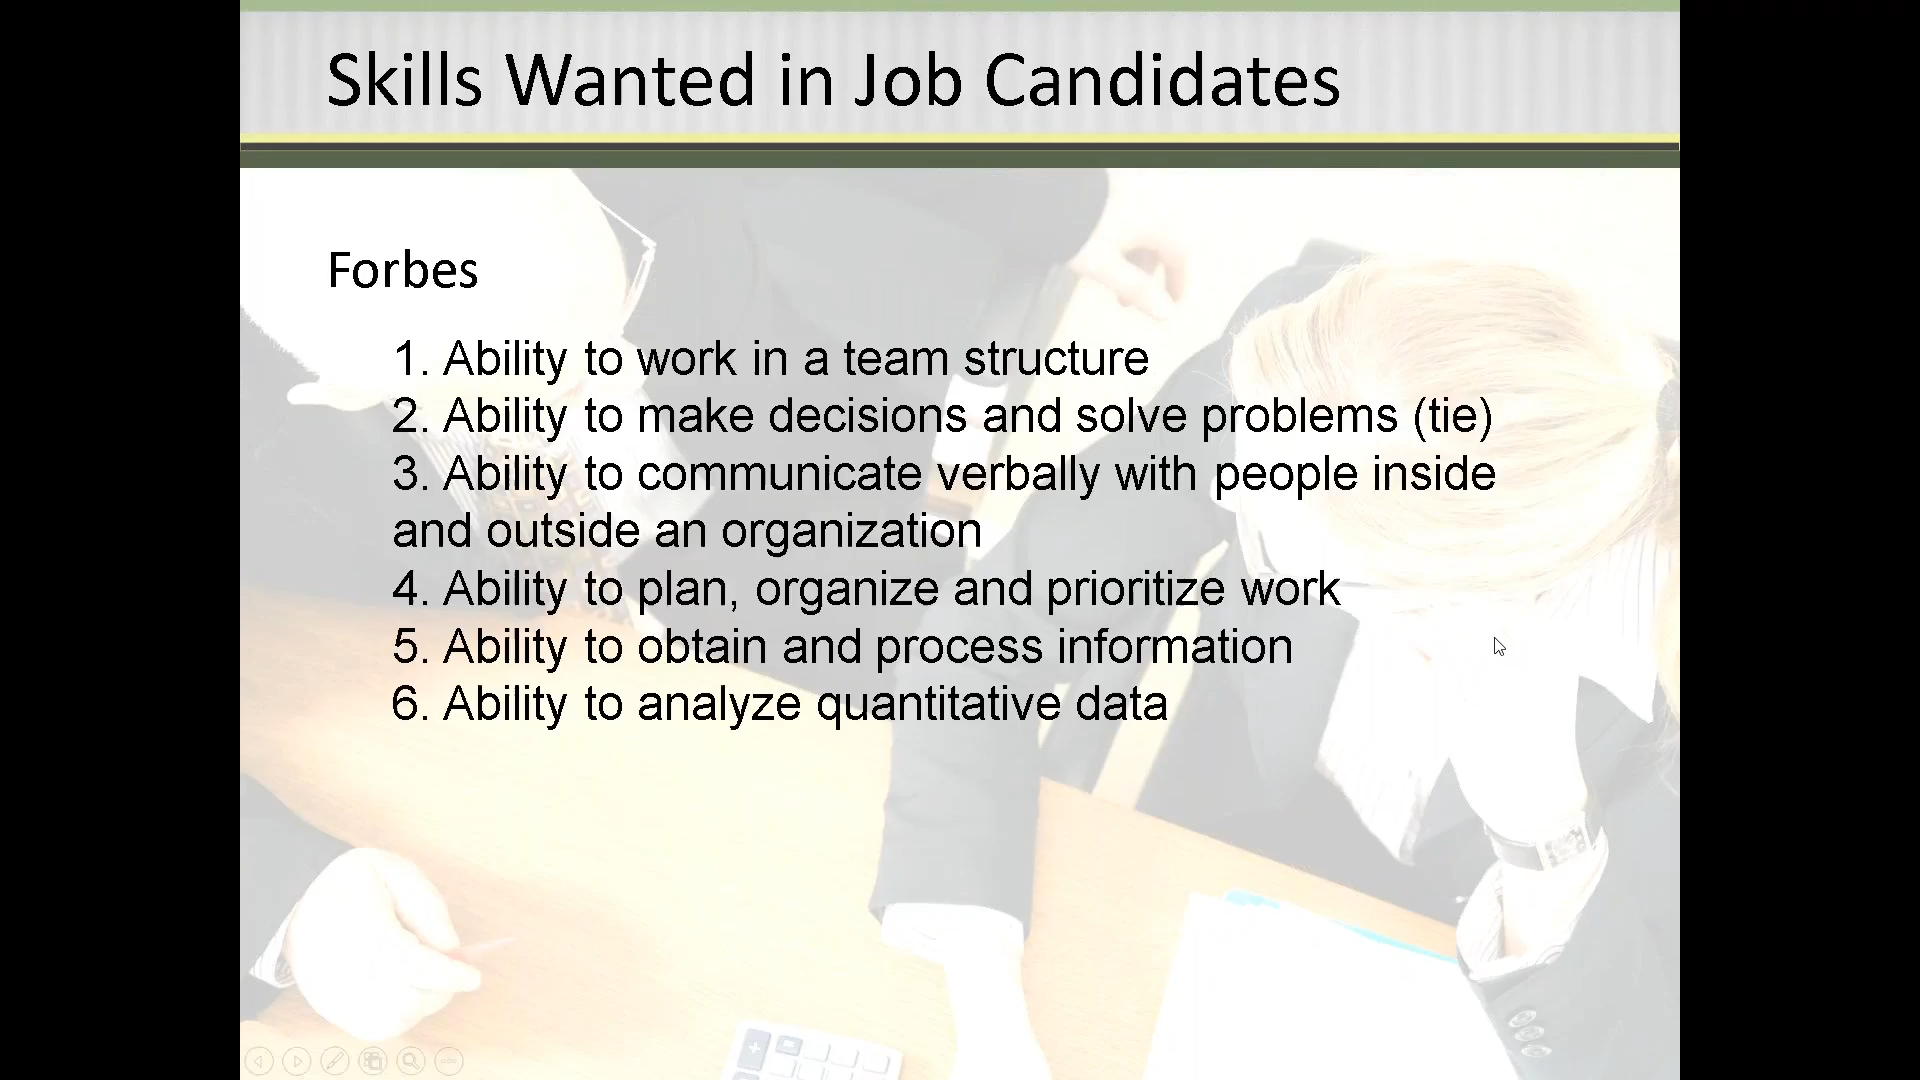 Skills Wanted in Job Candidates
Forbes
1. Ability to work in a team structure
2. Ability to make decisions and solve problems (tie)
3. Ability to communicate verbally with people inside
and outside an organization
4. Ability to plan, organize and prioritize work
5. Ability to obtain and process information
6. Ability to analyze quantitative data